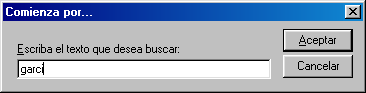 Comienza por...
Escriba el texto que desea buscar:
garci
Aceptar
Cancelar